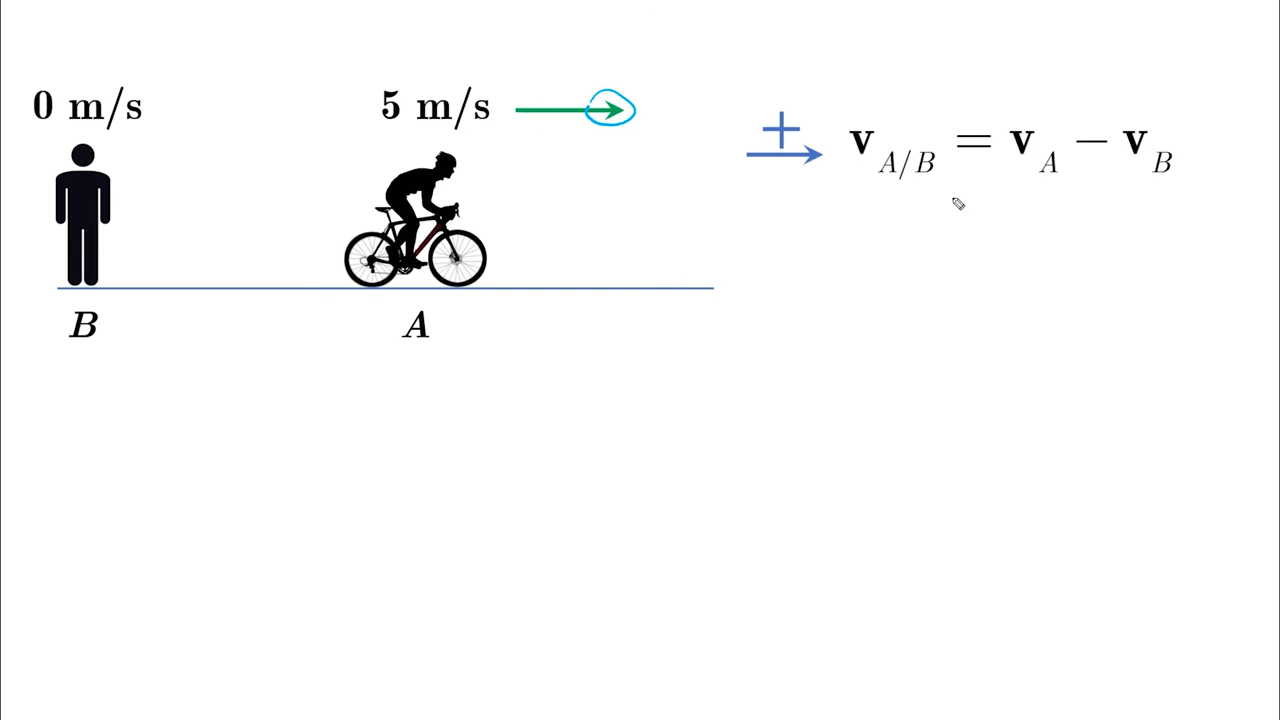 0 m/s
5 m/s
+ v_{A/B} = v_A − v_B
B
A